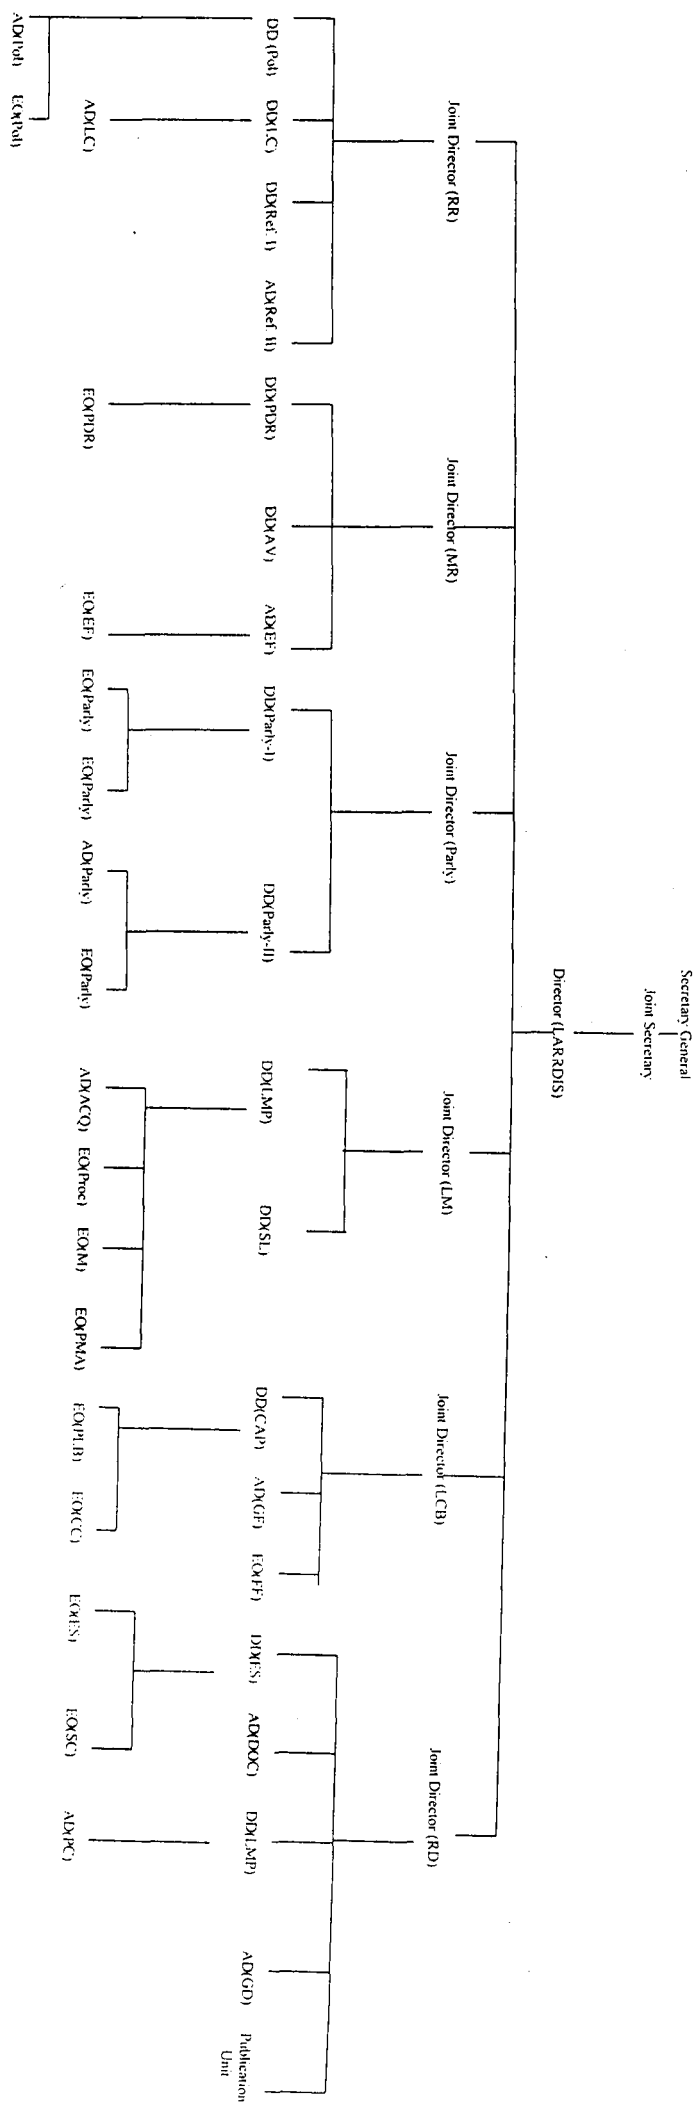 Secretary General
Joint Secretary
Director (LARRDIS)
Joint Director (RR)
Joint Director (MR)
Joint Director (Parly)
Joint Director (LM)
Joint Director (LCB)
Joint Director (RD)
DD (Pol)
DD(LC)
DD(Ref. I)
AD(Ref. II)
DD(PDR)
DD(AV)
AD(EF)
DD(Parly-I)
DD(Parly-II)
DD(LMP)
DD(SL)
DD(CAP)
AD(GF)
EO(FF)
DD(ES)
AD(DOC)
DD(LMP)
AD(GD)
Publication
Unit
AD(LC)
EO(PDR)
EO(EF)
EO(Parly)
EO(Parly)
AD(Parly)
EO(Parly)
AD(ACQ)
EO(Proc)
EO(M)
EO(PMA)
EO(PLB)
EO(CC)
EO(ES)
EO(SC)
AD(PC)
AD(Pol)
EO(Pol)